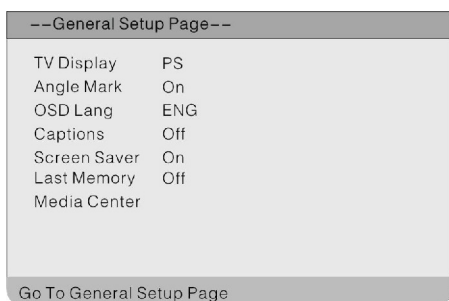 --General Setup Page--
TV Display PS
Angle Mark On
OSD Lang ENG
Captions Off
Screen Saver On
Last Memory Off
Media Center
Go To General Setup Page